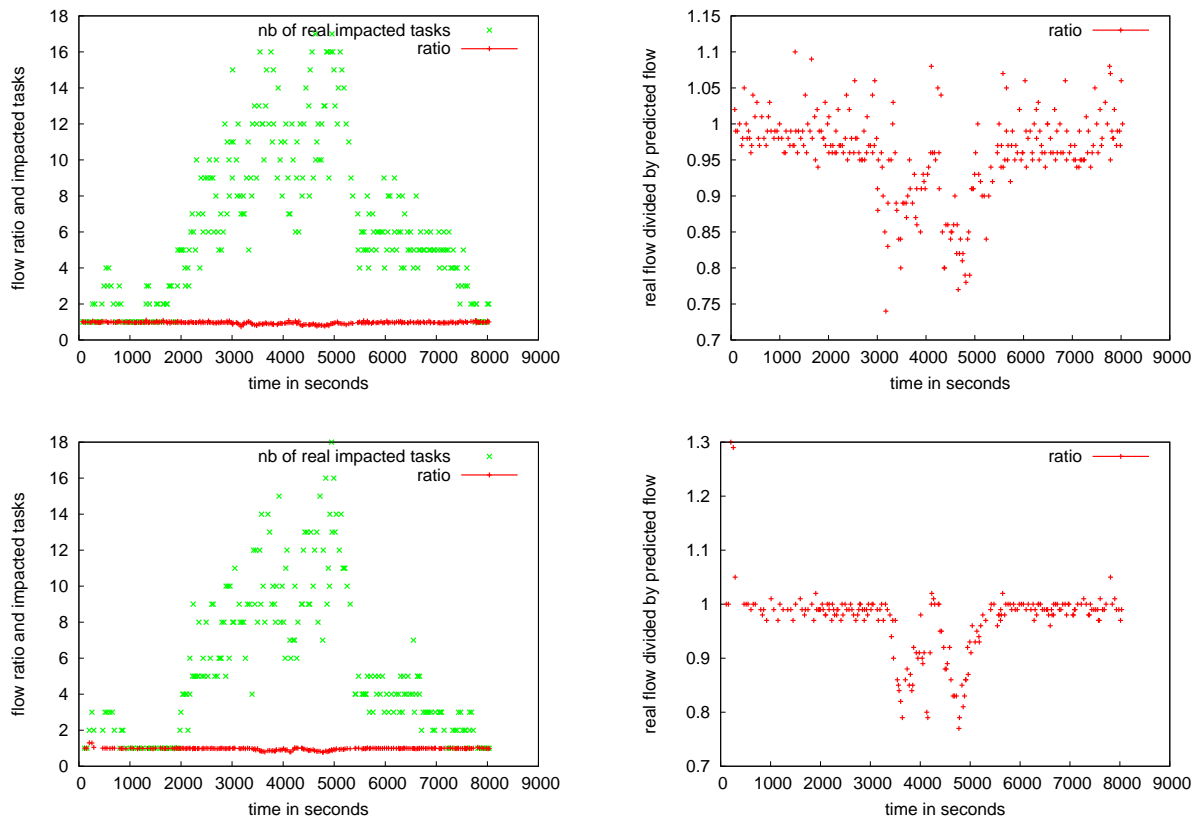 18
16
14
12
10
8
6
4
2
0
0 1000 2000 3000 4000 5000 6000 7000 8000 9000
flow ratio and impacted tasks
time in seconds
nb of real impacted tasks
ratio
1.15
1.1
1.05
1
0.95
0.9
0.85
0.8
0.75
0.7
0 1000 2000 3000 4000 5000 6000 7000 8000 9000
real flow divided by predicted flow
time in seconds
ratio
18
16
14
12
10
8
6
4
2
0
0 1000 2000 3000 4000 5000 6000 7000 8000 9000
flow ratio and impacted tasks
time in seconds
nb of real impacted tasks
ratio
1.3
1.2
1.1
1
0.9
0.8
0.7
0 1000 2000 3000 4000 5000 6000 7000 8000 9000
real flow divided by predicted flow
time in seconds
ratio